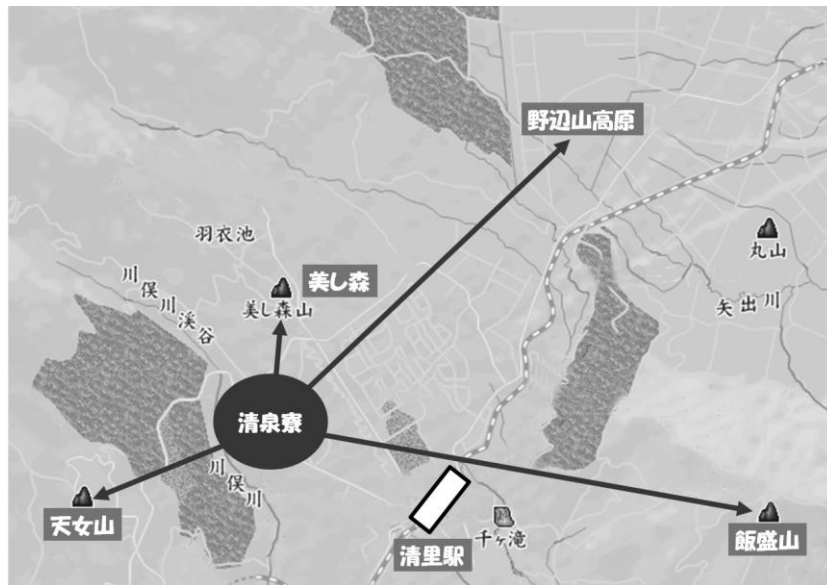 野辺山高原
羽衣池
丸山
川俣川渓谷
美し森
美し森山
矢出川
清泉寮
川俣川
天女山
清里駅
千ヶ滝
飯盛山